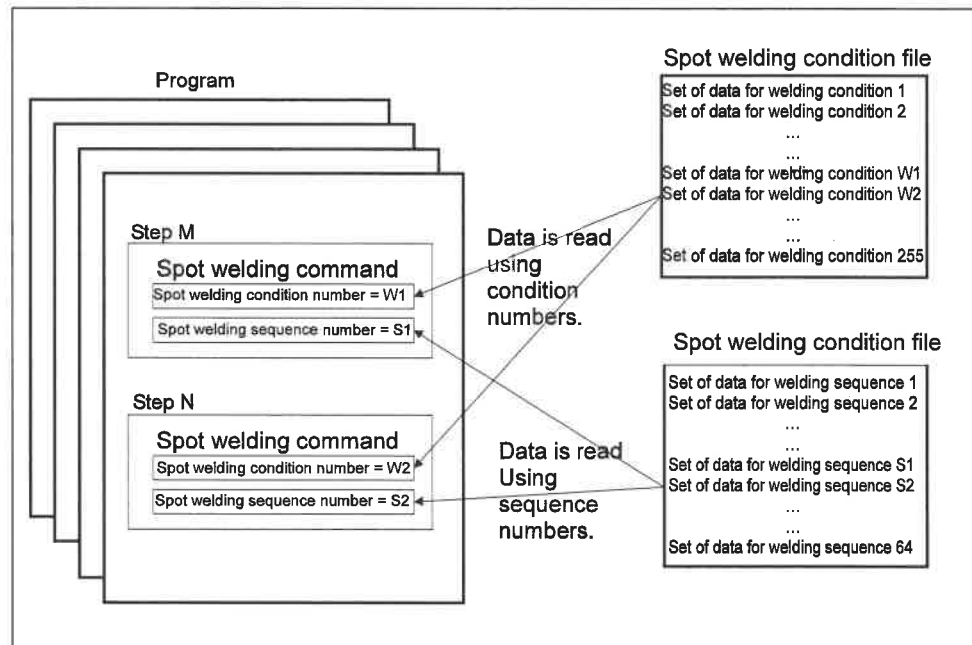 Program
Step M
Spot welding command
Spot welding condition number = W1
Spot welding sequence number = S1
Step N
Spot welding command
Spot welding condition number = W2
Spot welding sequence number = S2
Data is read
using
condition
numbers.
Data is read
Using
sequence
numbers.
Spot welding condition file
Set of data for welding condition 1
Set of data for welding condition 2
...
...
Set of data for welding condition W1
Set of data for welding condition W2
...
...
Set of data for welding condition 255
Spot welding condition file
Set of data for welding sequence 1
Set of data for welding sequence 2
...
...
Set of data for welding sequence S1
Set of data for welding sequence S2
...
...
Set of data for welding sequence 64